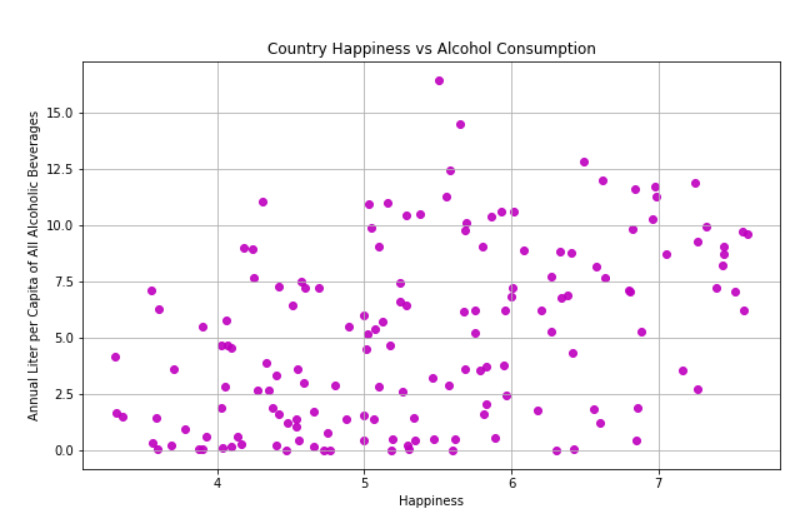 Country Happiness vs Alcohol Consumption
Annual Liter per Capita of All Alcoholic Beverages
15.0
12.5
10.0
7.5
5.0
2.5
0.0
4 5 6 7
Happiness